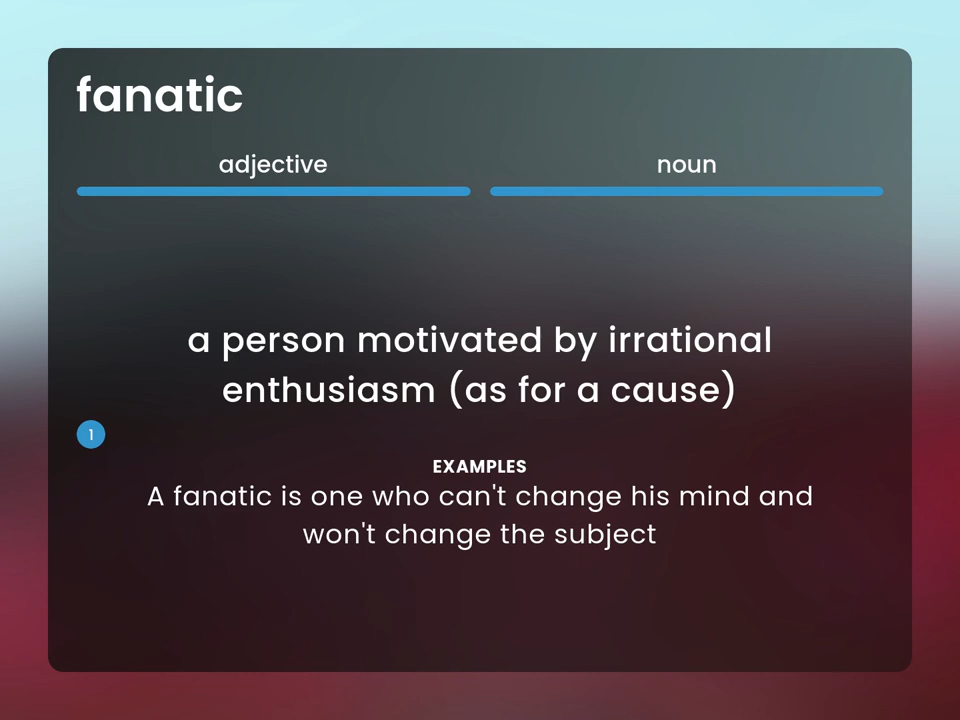 fanatic
adjective
noun
a person motivated by irrational
enthusiasm (as for a cause)
1
EXAMPLES
A fanatic is one who can't change his mind and
won't change the subject